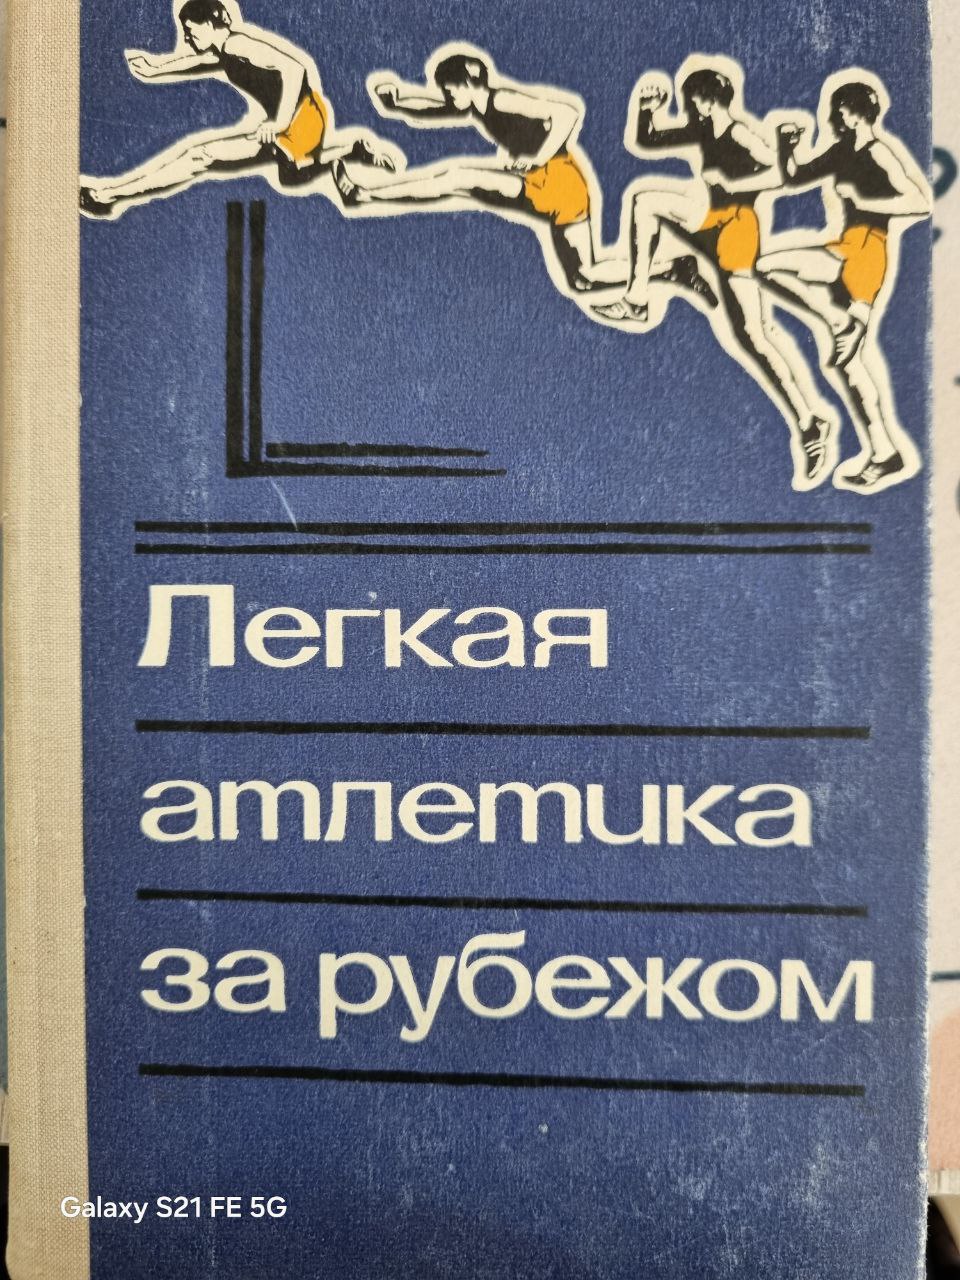 Легкая
атлетика
за рубежом
Galaxy S21 FE 5G